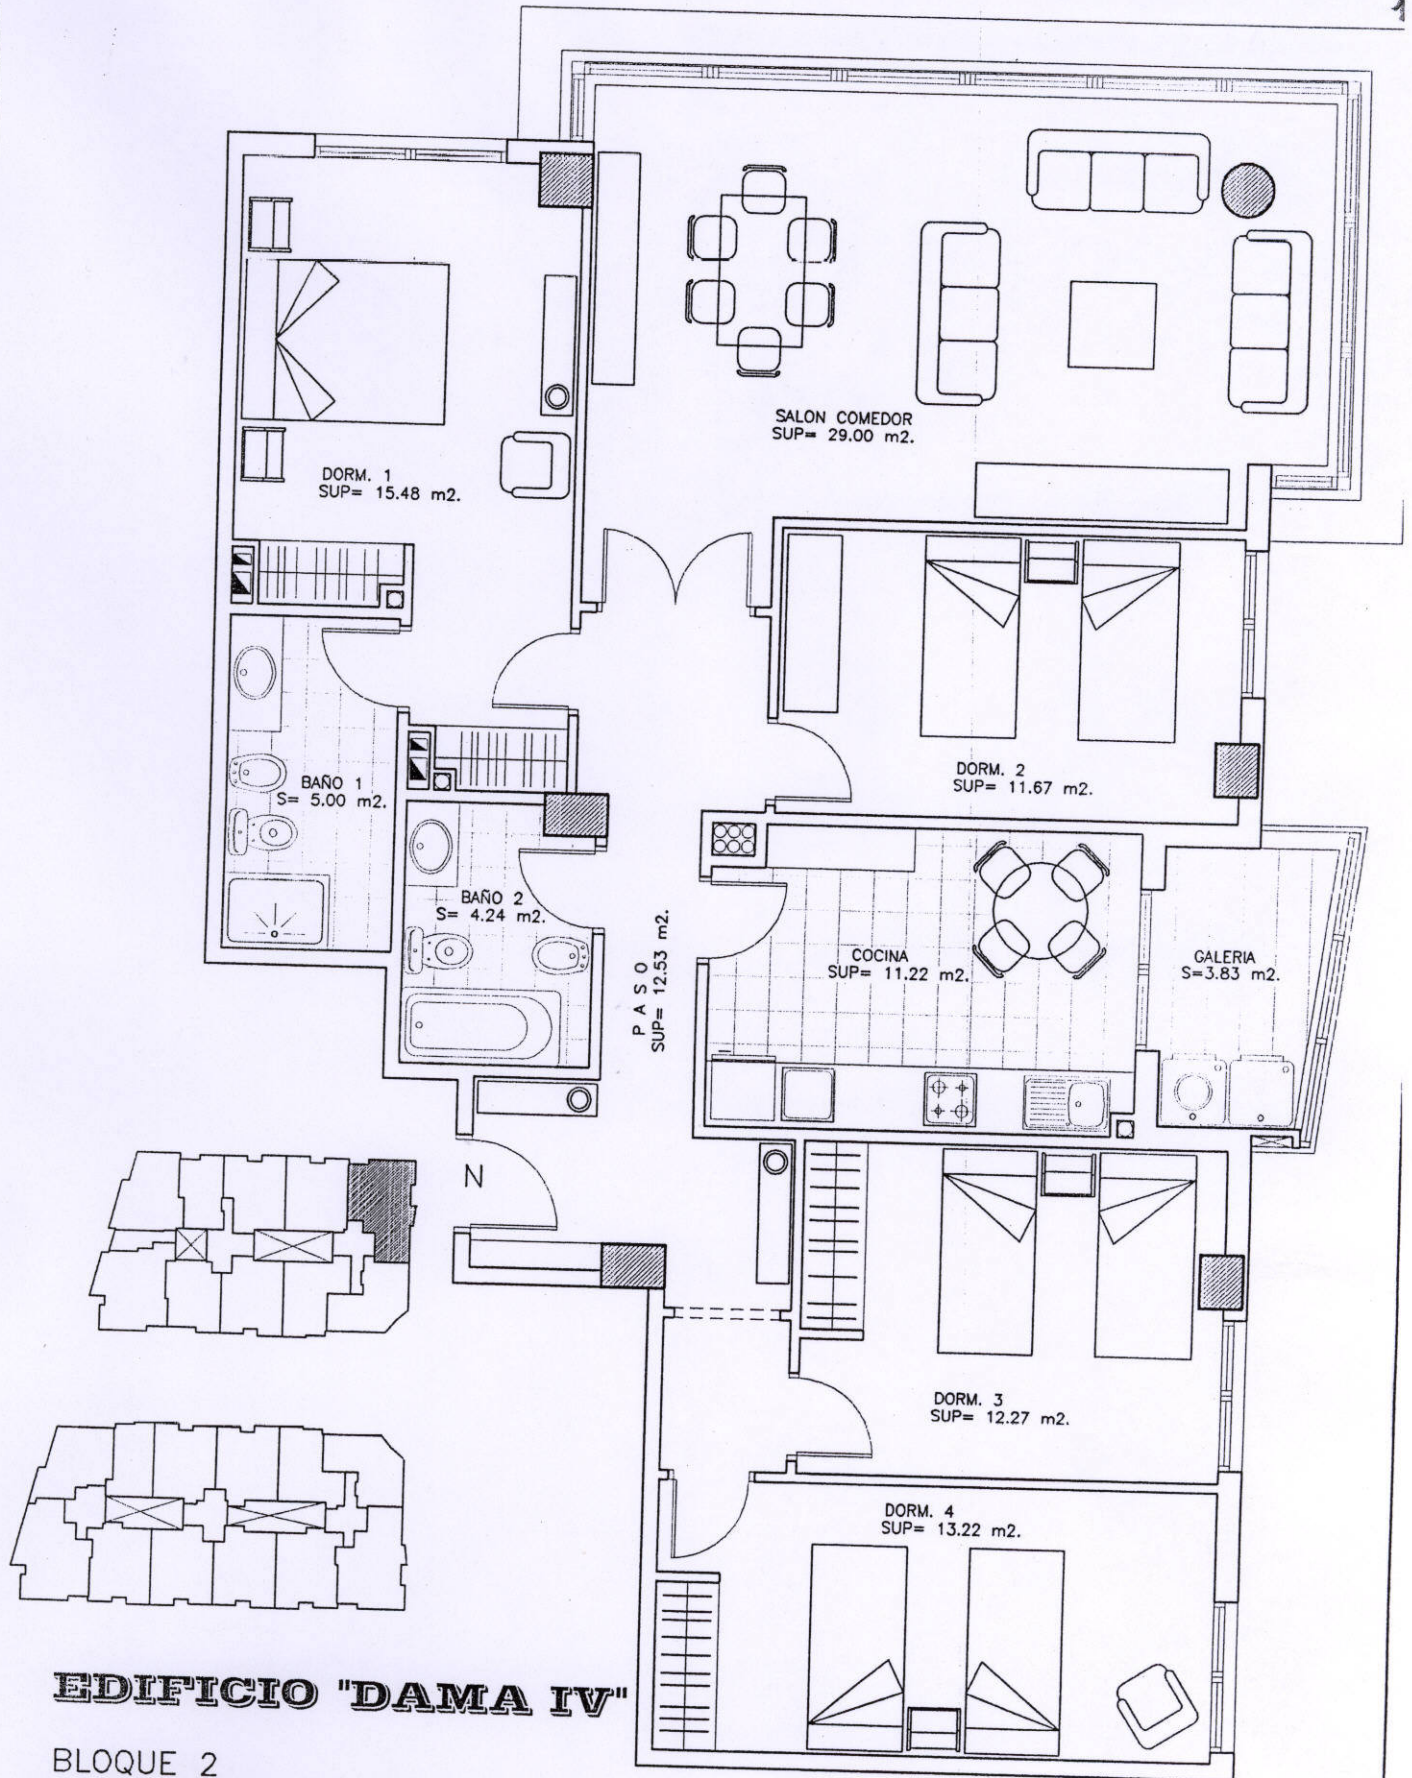 SALON COMEDOR
SUP= 29.00 m2.
DORM. 1
SUP= 15.48 m2.
DORM. 2
SUP= 11.67 m2.
BAÑO 1
S= 5.00 m2.
BAÑO 2
S= 4.24 m2.
PASO
SUP= 12.53 m2.
COCINA
SUP= 11.22 m2.
GALERIA
S=3.83 m2.
N
DORM. 3
SUP= 12.27 m2.
DORM. 4
SUP= 13.22 m2.
EDIFICIO "DAMA IV"
BLOQUE 2